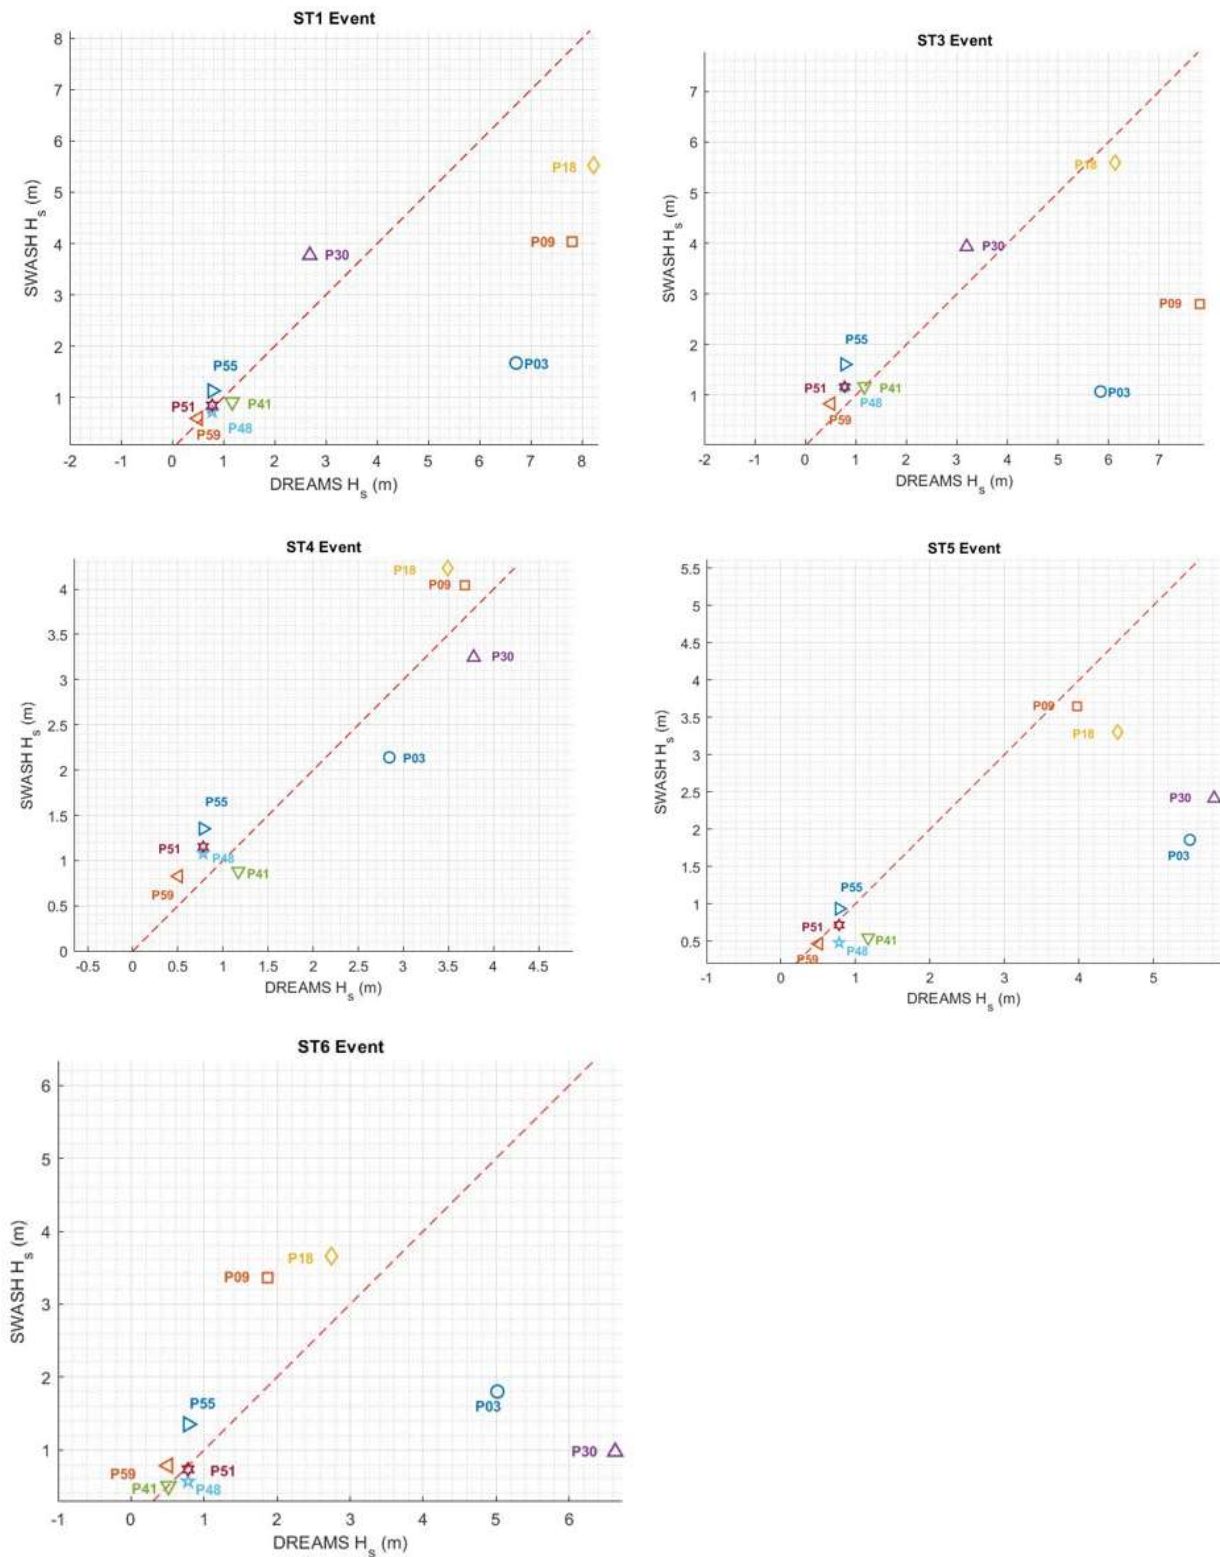 ST1 Event
8
7
6
5
4
3
2
1
SWASH H_s (m)
P18
P09
P30
P03
P55
P51
P41
P48
P59
-2 -1 0 1 2 3 4 5 6 7 8
DREAMS H_s (m)
ST3 Event
7
6
5
4
3
2
1
SWASH H_s (m)
P18
P30
P09
P55
P51
P41
P03
P48
P59
-2 -1 0 1 2 3 4 5 6 7
DREAMS H_s (m)
ST4 Event
4
3.5
3
2.5
2
1.5
1
0.5
0
SWASH H_s (m)
P18
P09
P30
P03
P55
P51
P48
P41
P59
-0.5 0 0.5 1 1.5 2 2.5 3 3.5 4 4.5
DREAMS H_s (m)
ST5 Event
5.5
5
4.5
4
3.5
3
2.5
2
1.5
1
0.5
SWASH H_s (m)
P09
P18
P30
P03
P55
P51
P41
P48
P59
-1 0 1 2 3 4 5
DREAMS H_s (m)
ST6 Event
6
5
4
3
2
1
SWASH H_s (m)
P18
P09
P55
P03
P30
P59
P51
P41
P48
-1 0 1 2 3 4 5 6
DREAMS H_s (m)